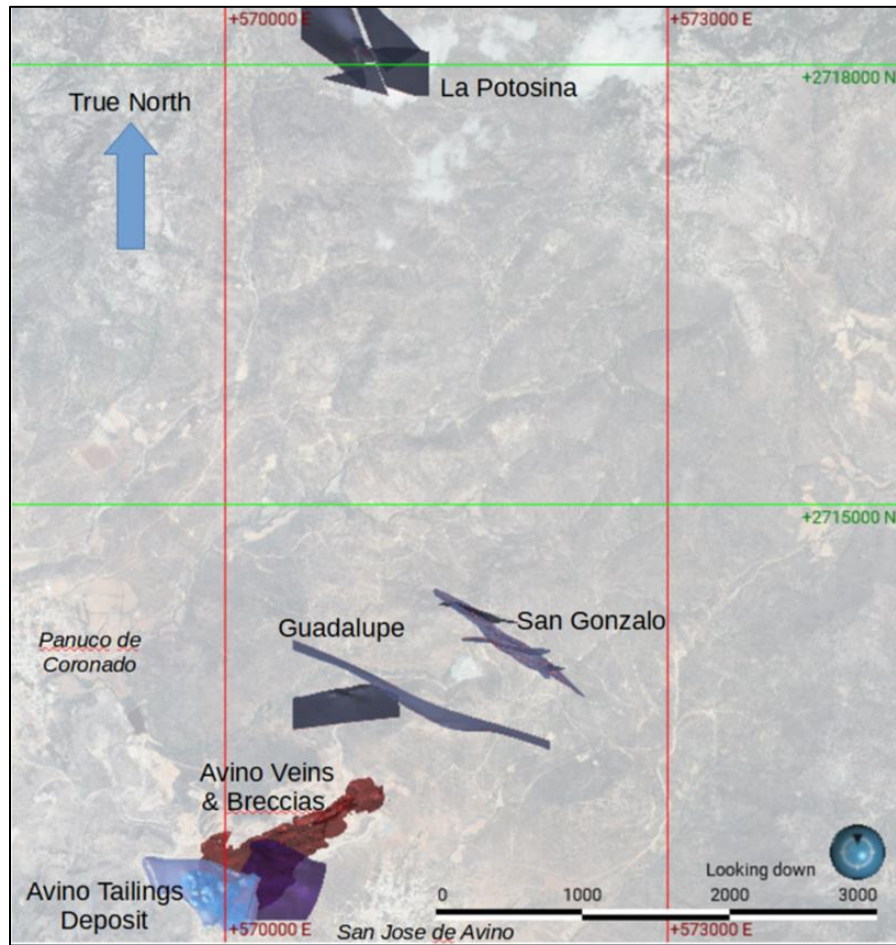 +570000 E
+573000 E
+2718000 N
La Potosina
True North
+2715000 N
Guadalupe
San Gonzalo
Panuco de
Coronado
Avino Veins
& Breccias
Looking down
Avino Tailings
Deposit
0 1000 2000 3000
+570000 E
San Jose de Avino
+573000 E